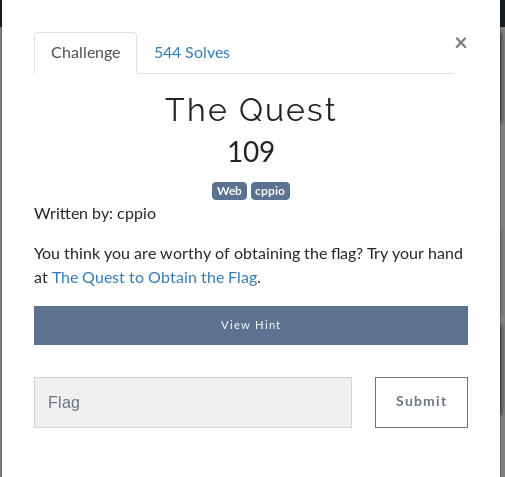 ×
Challenge
544 Solves
The Quest
109
Web cppio
Written by: cppio
You think you are worthy of obtaining the flag? Try your hand
at The Quest to Obtain the Flag.
View Hint
Flag
Submit